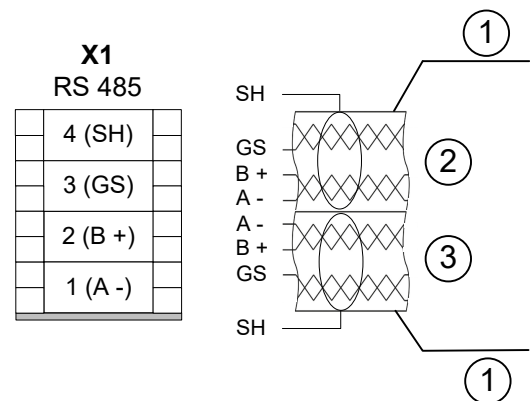 X1
RS 485
4 (SH)
3 (GS)
2 (B +)
1 (A -)
1
SH
GS
B +
A -
2
A -
B +
GS
3
SH
1